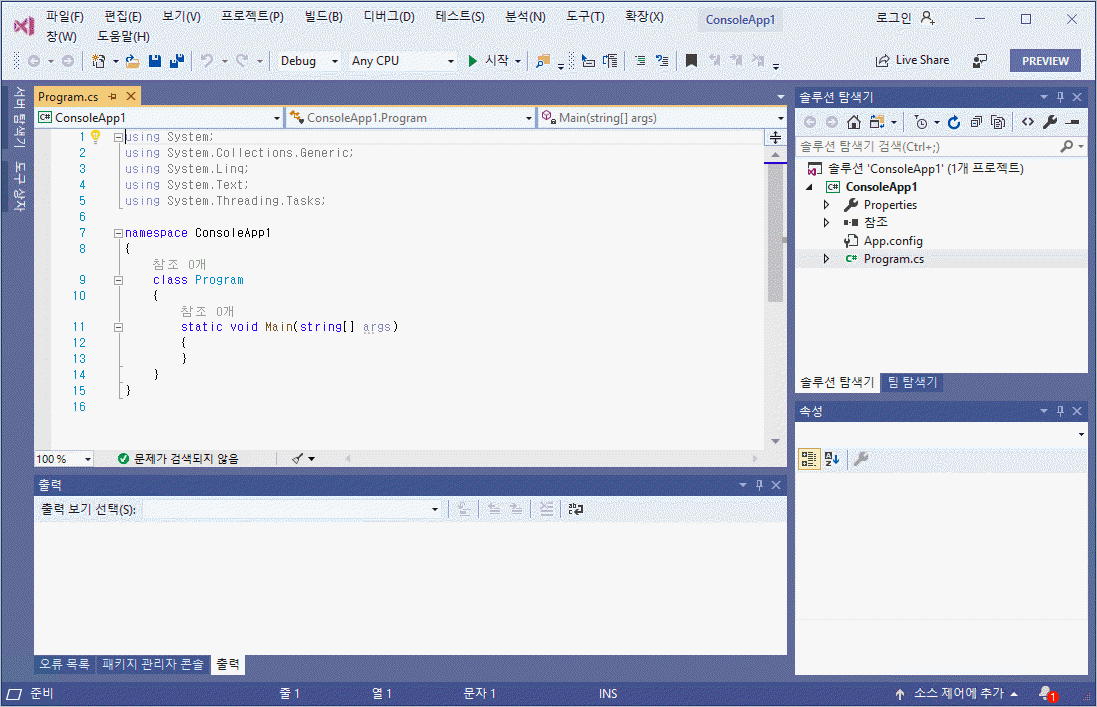 파일(F) 편집(E) 보기(V) 프로젝트(P) 빌드(B) 디버그(D) 테스트(S) 분석(N) 도구(T) 확장(X) ConsoleApp1 로그인
창(W) 도움말(H)
Debug Any CPU 시작 Live Share PREVIEW
서버 탐색기
도구 상자
Program.cs
ConsoleApp1 ConsoleApp1.Program Main(string[] args)
1 using System;
2 using System.Collections.Generic;
3 using System.Linq;
4 using System.Text;
5 using System.Threading.Tasks;
6
7 namespace ConsoleApp1
8 {
참조 0개
9 class Program
10 {
참조 0개
11 static void Main(string[] args)
12 {
13 }
14 }
15 }
16
100 % 문제가 검색되지 않음
출력
출력 보기 선택(S):
오류 목록 패키지 관리자 콘솔 출력
솔루션 탐색기
솔루션 탐색기 검색(Ctrl+;)
솔루션 'ConsoleApp1' (1개 프로젝트)
C# ConsoleApp1
Properties
참조
App.config
C# Program.cs
솔루션 탐색기 팀 탐색기
속성
준비 줄 1 열 1 문자 1 INS 소스 제어에 추가 1